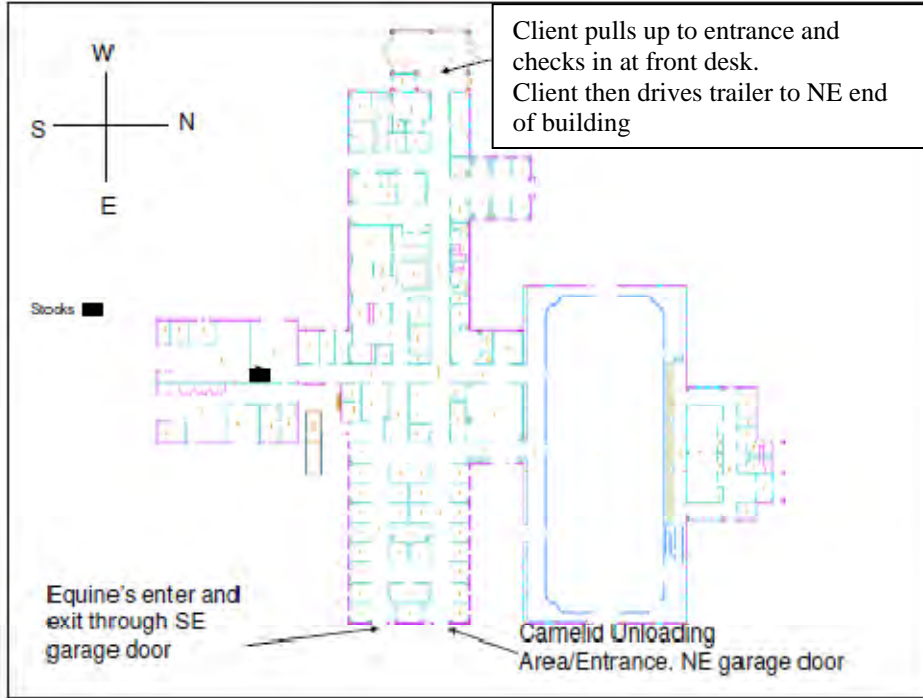 Client pulls up to entrance and
checks in at front desk.
Client then drives trailer to NE end
of building
W
S
N
E
Stocks
Equine's enter and
exit through SE
garage door
Camelid Unloading
Area/Entrance. NE garage door